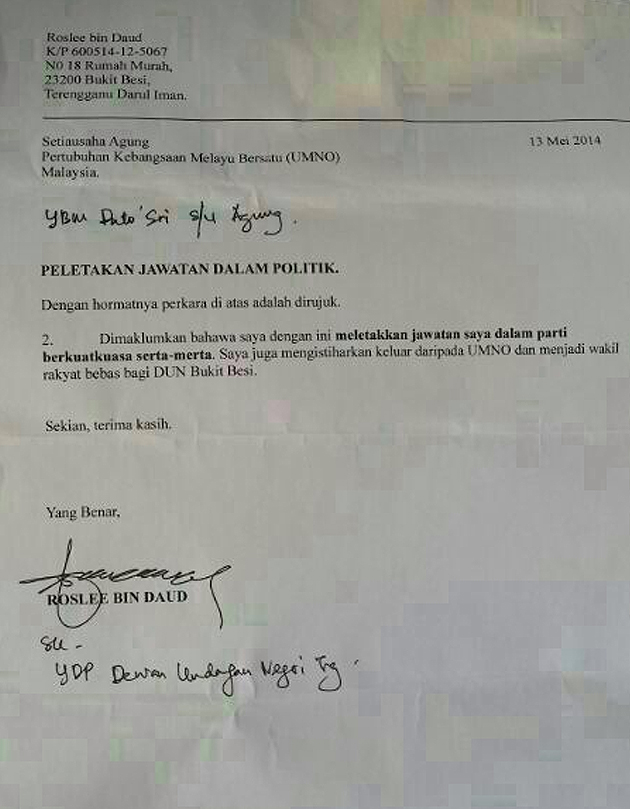 Roslee bin Daud
K/P 600514-12-5067
N0 18 Rumah Murah,
23200 Bukit Besi,
Terengganu Darul Iman.
Setiausaha Agung
13 Mei 2014
Pertubuhan Kebangsaan Melayu Bersatu (UMNO)
Malaysia.
YBM Dato' Sri s/u Agung.
PELETAKAN JAWATAN DALAM POLITIK.
Dengan hormatnya perkara di atas adalah dirujuk.
2. Dimaklumkan bahawa saya dengan ini meletakkan jawatan saya dalam parti
berkuatkuasa serta-merta. Saya juga mengistiharkan keluar daripada UMNO dan menjadi wakil
rakyat bebas bagi DUN Bukit Besi.
Sekian, terima kasih.
Yang Benar,
ROSLEE BIN DAUD
YDP Dewan Undangan Negeri Trg.